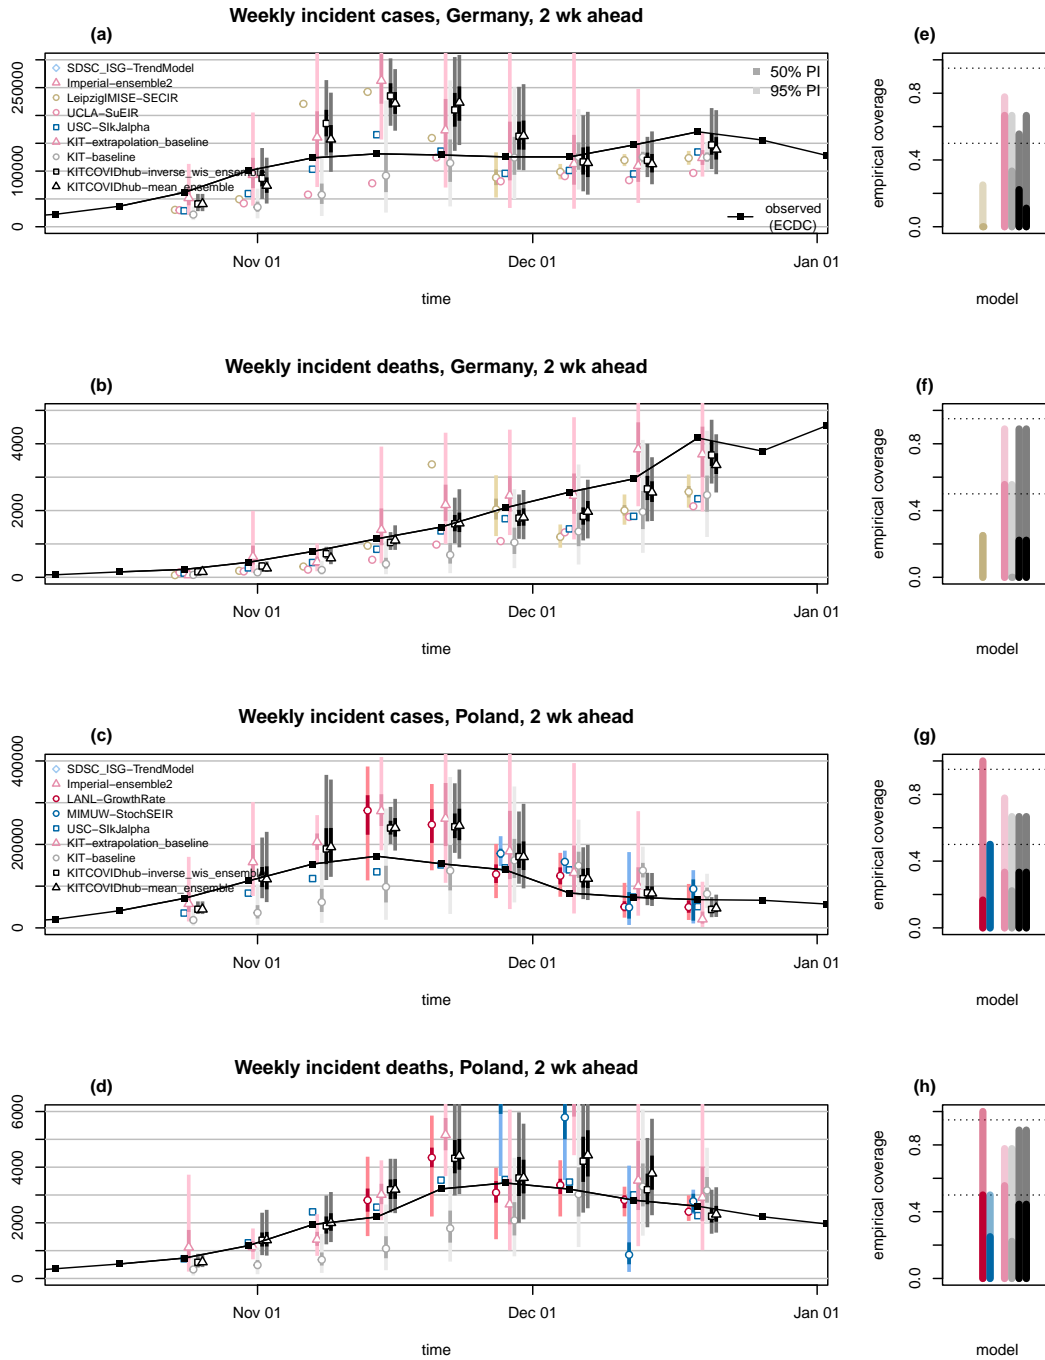 Weekly incident cases, Germany, 2 wk ahead
(a)
(e)
SDSC_ISG−TrendModel
Imperial−ensemble2
LeipzigIMISE−SECIR
UCLA−SuEIR
USC−SIkJalpha
KIT−extrapolation_baseline
KIT−baseline
KITCOVIDhub−inverse_wis_ensemble
KITCOVIDhub−mean_ensemble
50% PI
95% PI
observed
(ECDC)
0
100000
250000
Nov 01
Dec 01
Jan 01
time
empirical coverage
0.0
0.4
0.8
model
Weekly incident deaths, Germany, 2 wk ahead
(b)
(f)
0
2000
4000
Nov 01
Dec 01
Jan 01
time
empirical coverage
0.0
0.4
0.8
model
Weekly incident cases, Poland, 2 wk ahead
(c)
(g)
SDSC_ISG−TrendModel
Imperial−ensemble2
LANL−GrowthRate
MIMUW−StochSEIR
USC−SIkJalpha
KIT−extrapolation_baseline
KIT−baseline
KITCOVIDhub−inverse_wis_ensemble
KITCOVIDhub−mean_ensemble
0
200000
400000
Nov 01
Dec 01
Jan 01
time
empirical coverage
0.0
0.4
0.8
model
Weekly incident deaths, Poland, 2 wk ahead
(d)
(h)
0
2000
4000
6000
Nov 01
Dec 01
Jan 01
time
empirical coverage
0.0
0.4
0.8
model